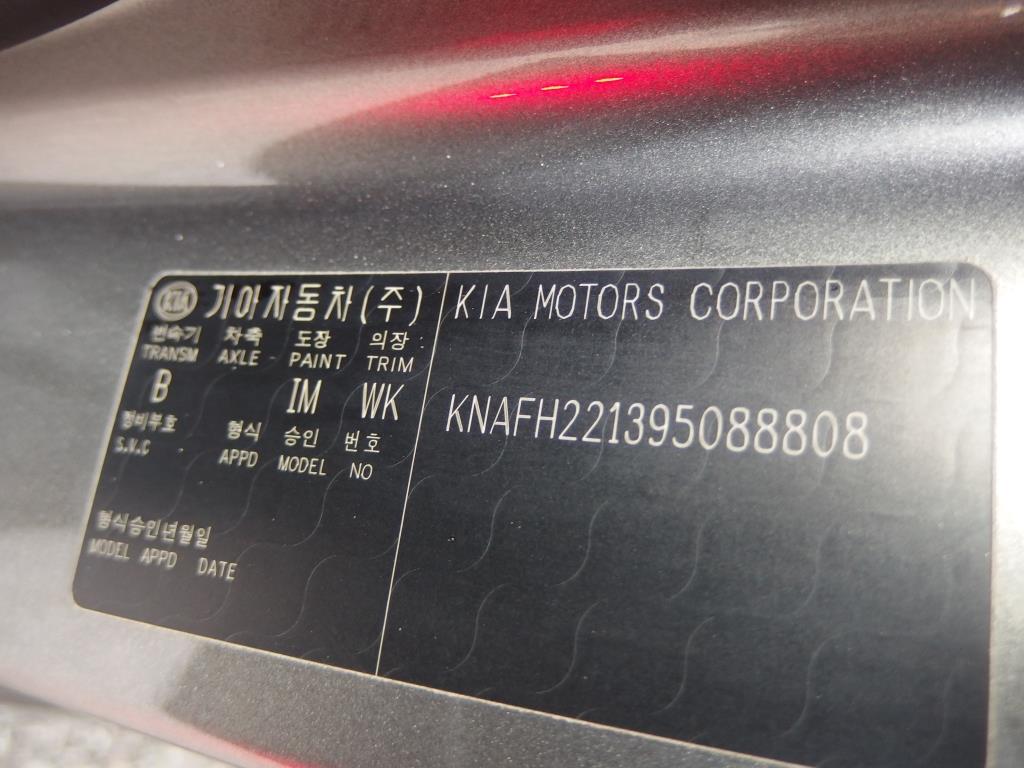 KIA 기아자동차(주)
변속기 차축 도장 의장
TRANSM AXLE PAINT TRIM
B IM WK
정비부호 형식 승인 번호
S.V.C APPD MODEL NO
형식승인년월일
MODEL APPD DATE
KIA MOTORS CORPORATION
KNAFH221395088808